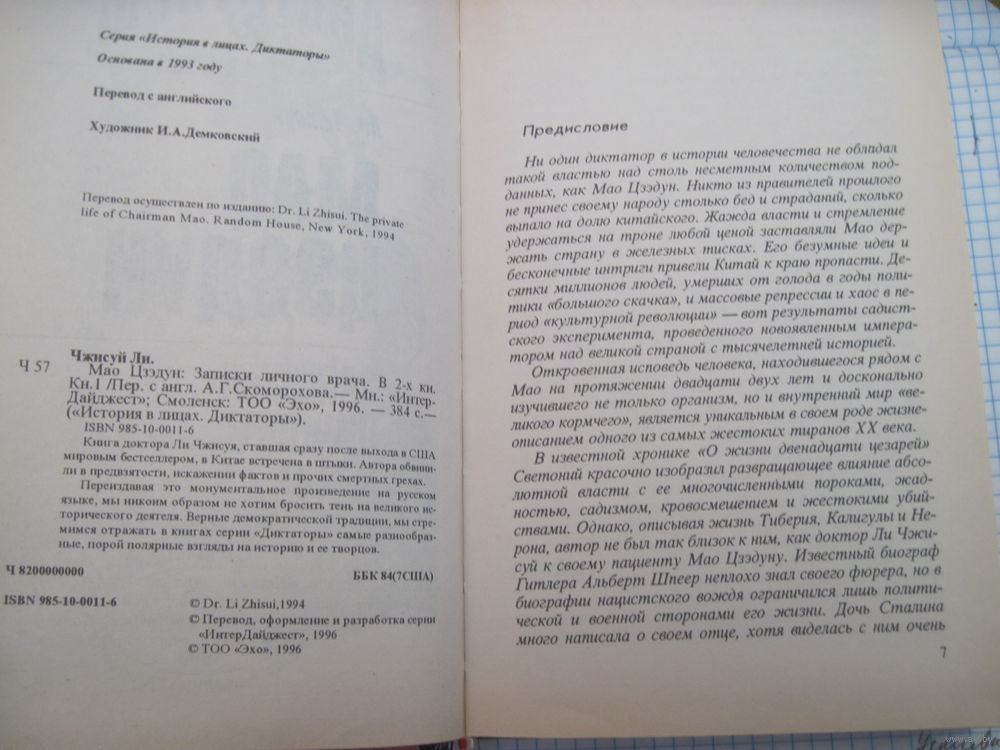 Серия «История в лицах. Диктаторы»
Основана в 1993 году
Перевод с английского
Художник И.А.Демковский
Перевод осуществлен по изданию: Dr. Li Zhisui. The private
life of Chairman Mao. Random House, New York, 1994
Чжисуй Ли.
Ч 57
Мао Цзэдун: Записки личного врача. В 2-х кн.
Кн.1 /Пер. с англ. А.Г.Скоморохова.— Мн.: «Интер-
Дайджест»; Смоленск: ТОО «Эхо», 1996. — 384 с.—
(«История в лицах. Диктаторы»).
ISBN 985-10-0011-6
Книга доктора Ли Чжисуя, ставшая сразу после выхода в США
мировым бестселлером, в Китае встречена в штыки. Автора обвини-
ли в предвзятости, искажении фактов и прочих смертных грехах.
Переиздавая это монументальное произведение на русском
языке, мы никоим образом не хотим бросить тень на великого ис-
торического деятеля. Верные демократической традиции, мы стре-
мимся отражать в книгах серии «Диктаторы» самые разнообраз-
ные, порой полярные взгляды на историю и ее творцов.
Ч 8200000000
ББК 84(7США)
ISBN 985-10-0011-6
© Dr. Li Zhisui,1994
© Перевод, оформление и разработка серии
«ИнтерДайджест», 1996
© ТОО «Эхо», 1996
Предисловие
Ни один диктатор в истории человечества не обладал
такой властью над столь несметным количеством под-
данных, как Мао Цзэдун. Никто из правителей прошлого
не принес своему народу столько бед и страданий, сколько
выпало на долю китайского. Жажда власти и стремление
удержаться на троне любой ценой заставляли Мао дер-
жать страну в железных тисках. Его безумные идеи и
бесконечные интриги привели Китай к краю пропасти. Де-
сятки миллионов людей, умерших от голода в годы поли-
тики «большого скачка», и массовые репрессии и хаос в пе-
риод «культурной революции» — вот результаты садист-
ского эксперимента, проведенного новоявленным импера-
тором над великой страной с тысячелетней историей.
Откровенная исповедь человека, находившегося рядом с
Мао на протяжении двадцати двух лет и досконально
изучившего не только организм, но и внутренний мир «ве-
ликого кормчего», является уникальным в своем роде жизне-
описанием одного из самых жестоких тиранов XX века.
В известной хронике «О жизни двенадцати цезарей»
Светоний красочно изобразил развращающее влияние абсо-
лютной власти с ее многочисленными пороками, жад-
ностью, садизмом, кровосмешением и жестокими убий-
ствами. Однако, описывая жизнь Тиберия, Калигулы и Не-
рона, автор не был так близок к ним, как доктор Ли Чжи-
суй к своему пациенту Мао Цзэдуну. Известный биограф
Гитлера Альберт Шпеер неплохо знал своего фюрера, но в
биографии нацистского вождя ограничился лишь полити-
ческой и военной сторонами его жизни. Дочь Сталина
много написала о своем отце, хотя виделась с ним очень
7
www.ay.by